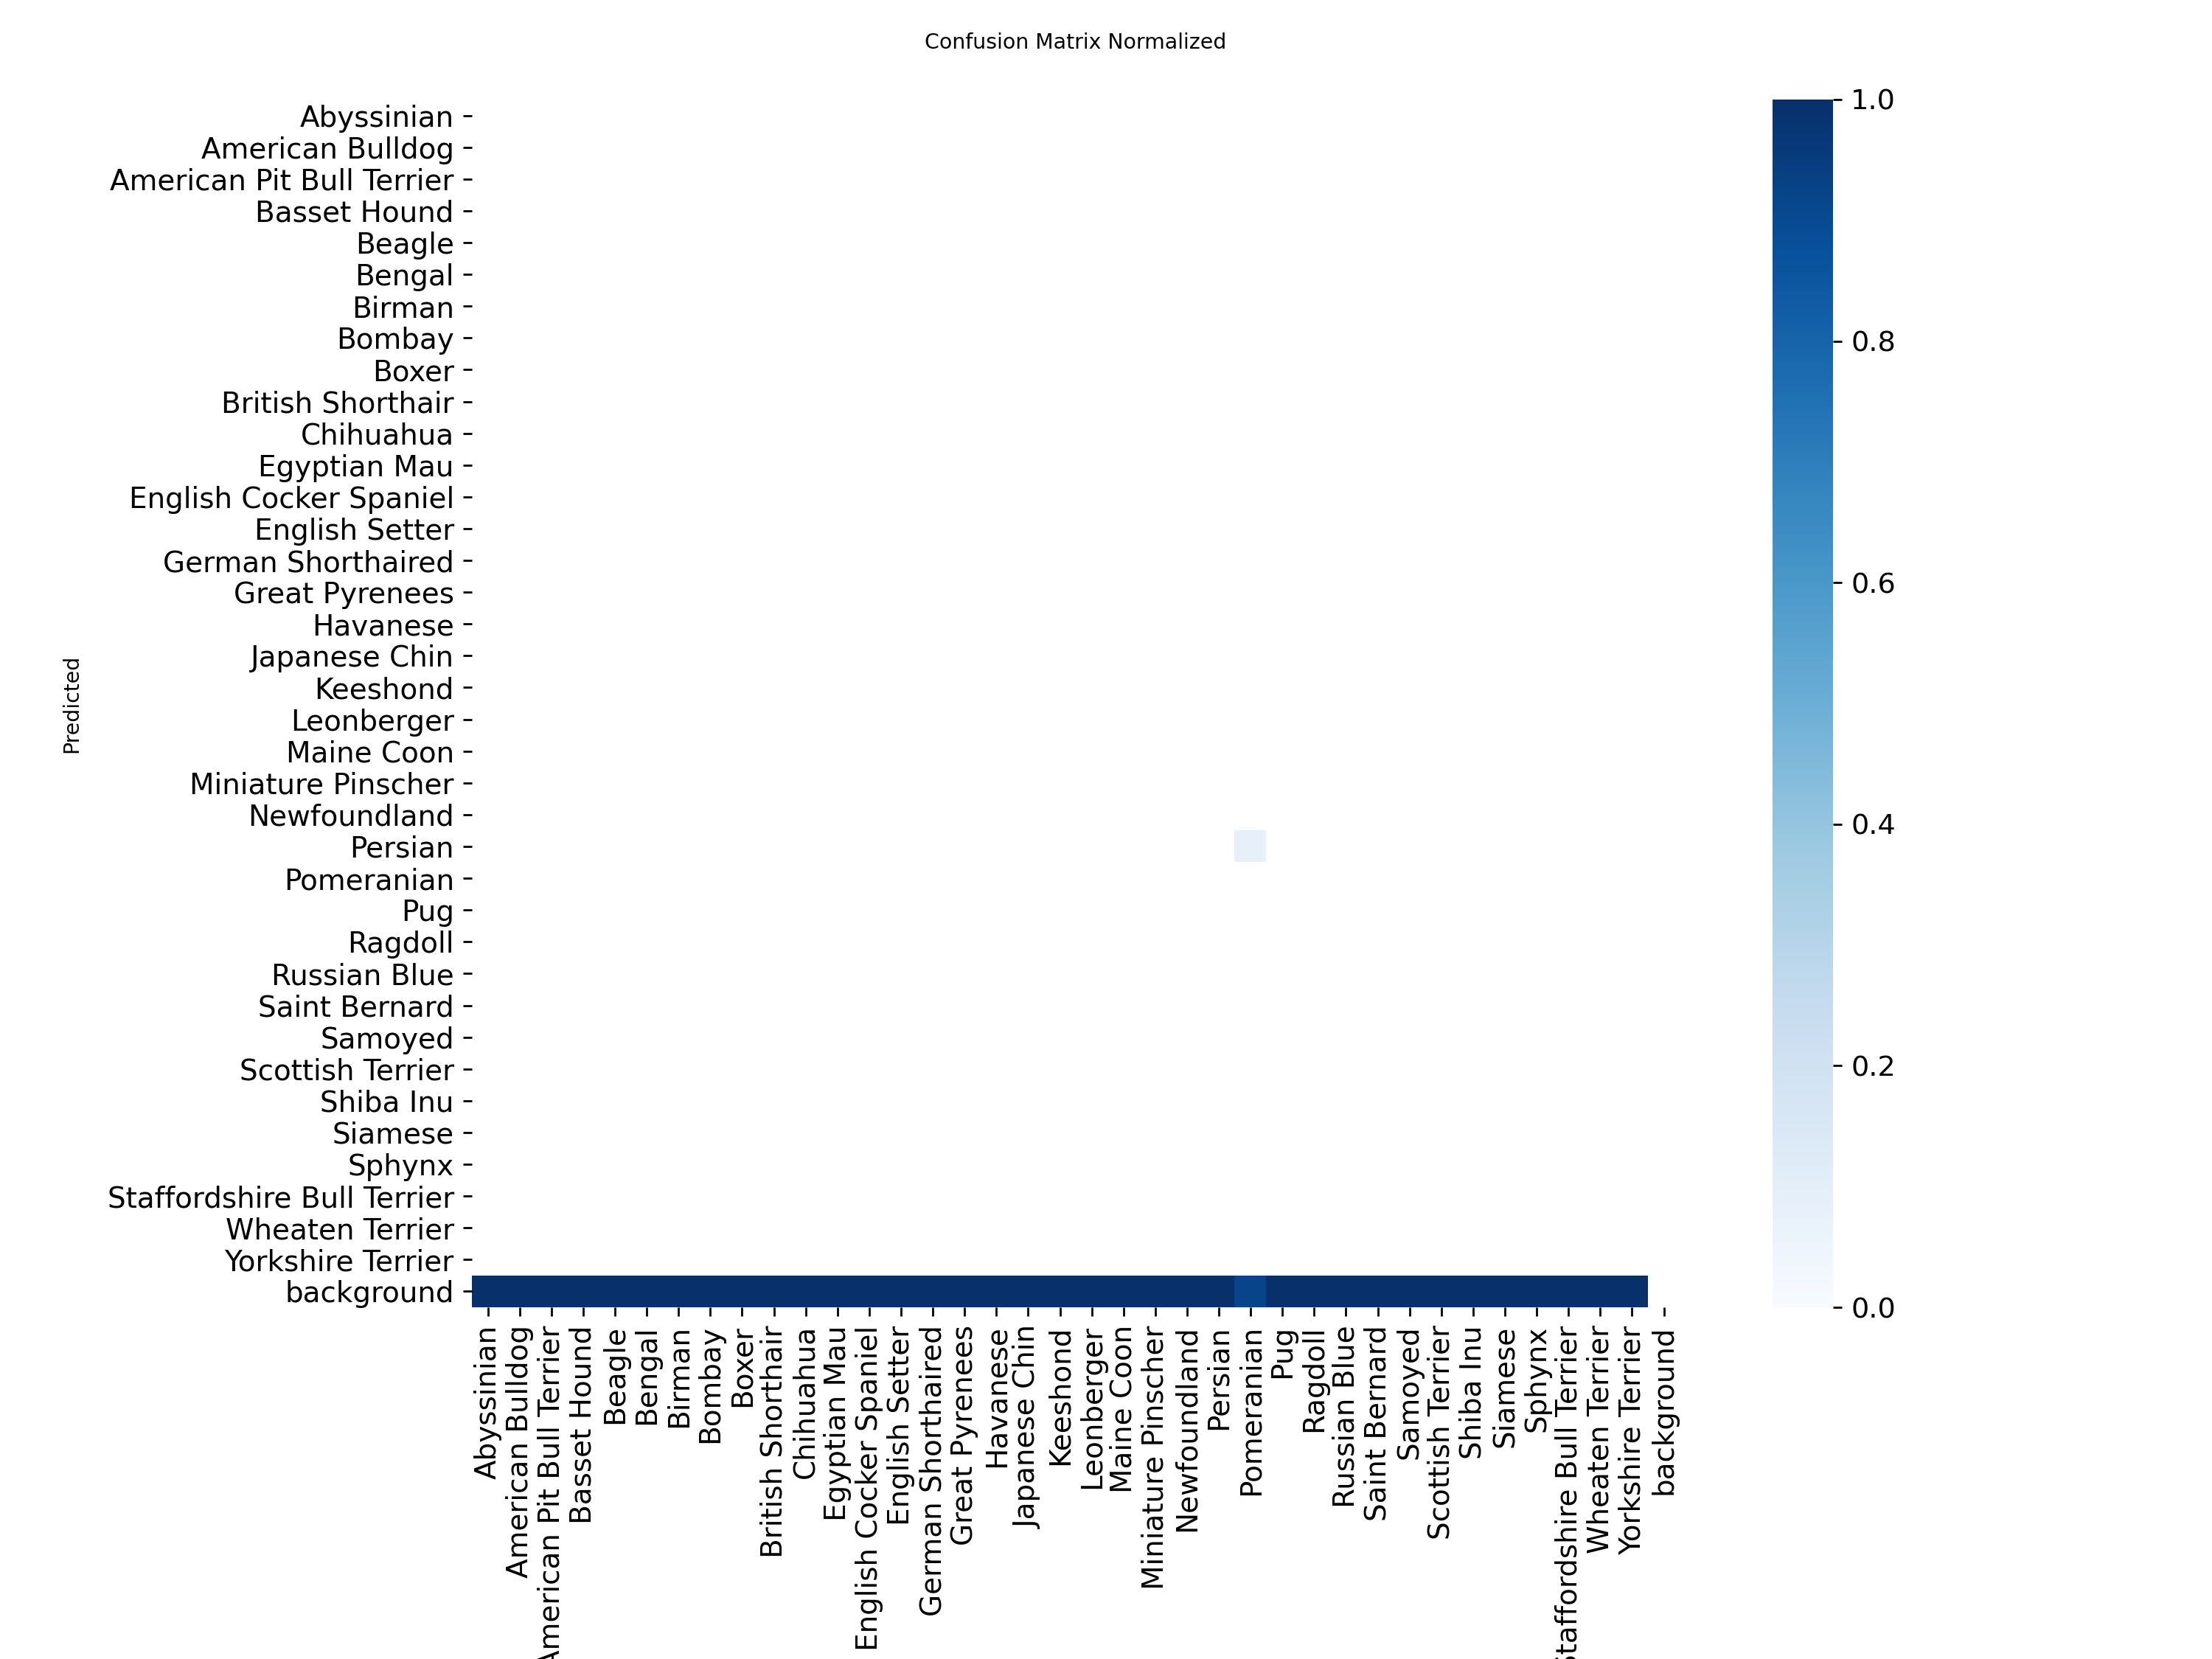 Confusion Matrix Normalized
Predicted
Abyssinian
American Bulldog
American Pit Bull Terrier
Basset Hound
Beagle
Bengal
Birman
Bombay
Boxer
British Shorthair
Chihuahua
Egyptian Mau
English Cocker Spaniel
English Setter
German Shorthaired
Great Pyrenees
Havanese
Japanese Chin
Keeshond
Leonberger
Maine Coon
Miniature Pinscher
Newfoundland
Persian
Pomeranian
Pug
Ragdoll
Russian Blue
Saint Bernard
Samoyed
Scottish Terrier
Shiba Inu
Siamese
Sphynx
Staffordshire Bull Terrier
Wheaten Terrier
Yorkshire Terrier
background
Abyssinian
American Bulldog
American Pit Bull Terrier
Basset Hound
Beagle
Bengal
Birman
Bombay
Boxer
British Shorthair
Chihuahua
Egyptian Mau
English Cocker Spaniel
English Setter
German Shorthaired
Great Pyrenees
Havanese
Japanese Chin
Keeshond
Leonberger
Maine Coon
Miniature Pinscher
Newfoundland
Persian
Pomeranian
Pug
Ragdoll
Russian Blue
Saint Bernard
Samoyed
Scottish Terrier
Shiba Inu
Siamese
Sphynx
Staffordshire Bull Terrier
Wheaten Terrier
Yorkshire Terrier
background
1.0
0.8
0.6
0.4
0.2
0.0